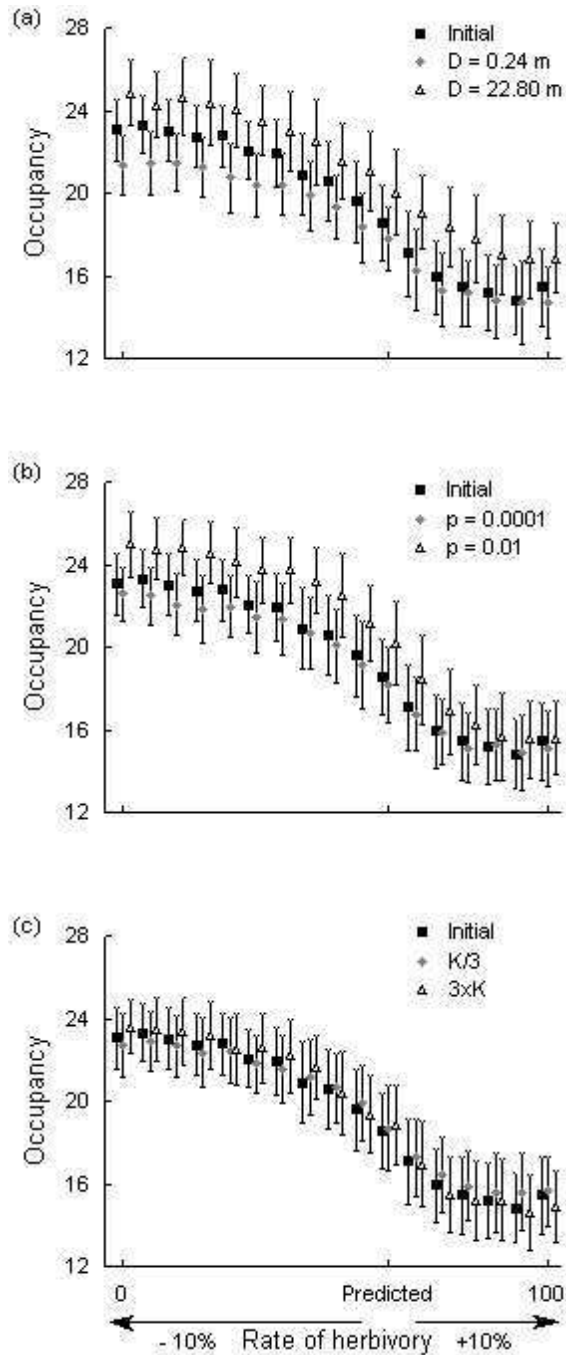 (a)
28
24
20
16
12
Occupancy
Initial
D = 0.24 m
D = 22.80 m
(b)
28
24
20
16
12
Occupancy
Initial
p = 0.0001
p = 0.01
(c)
28
24
20
16
12
Occupancy
Initial
K/3
3xK
0 Predicted 100
- 10% Rate of herbivory +10%